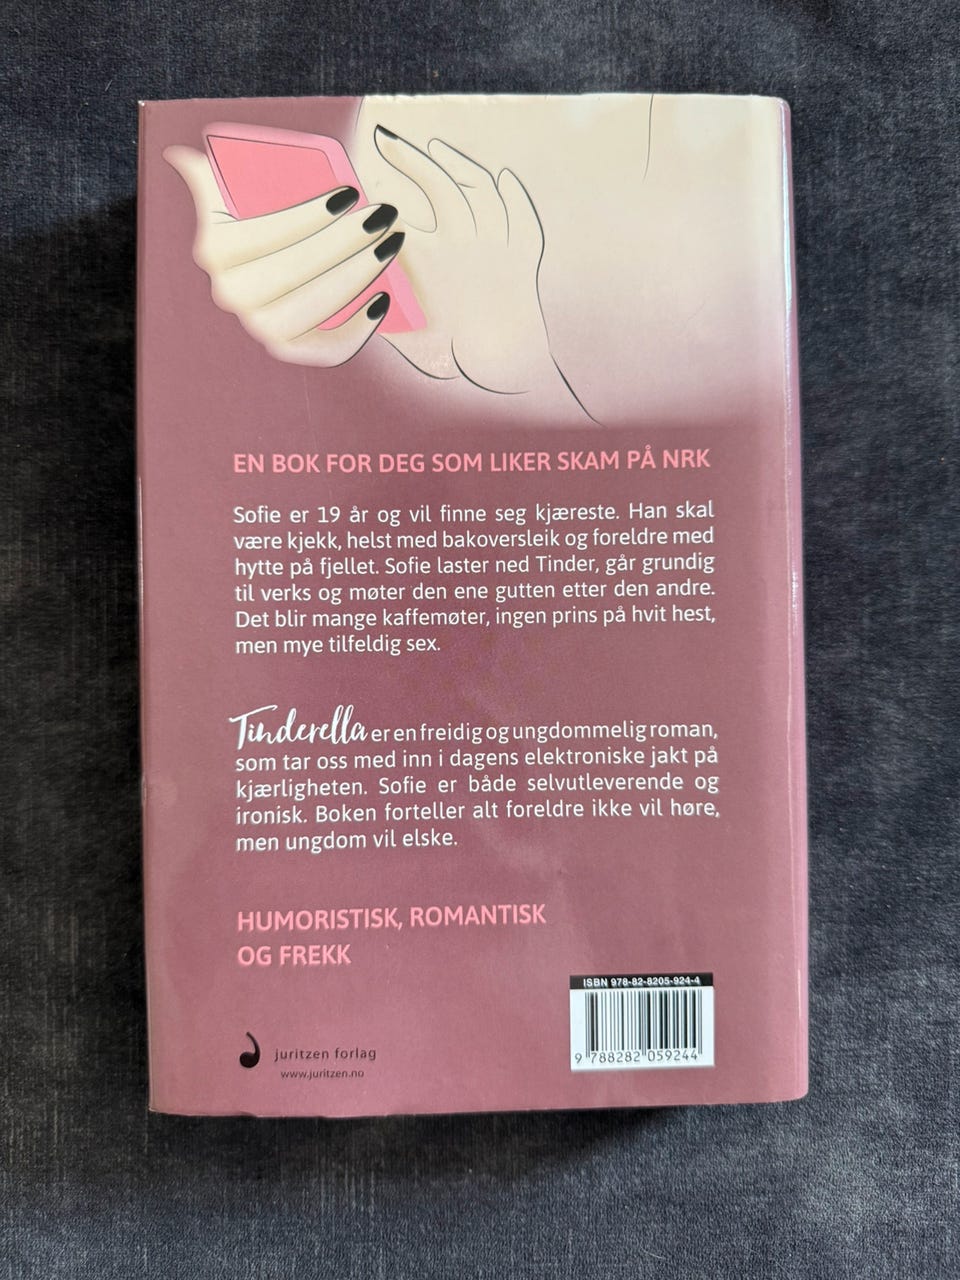 EN BOK FOR DEG SOM LIKER SKAM PÅ NRK
Sofie er 19 år og vil finne seg kjæreste. Han skal
være kjekk, helst med bakoversleik og foreldre med
hytte på fjellet. Sofie laster ned Tinder, går grundig
til verks og møter den ene gutten etter den andre.
Det blir mange kaffemøter, ingen prins på hvit hest,
men mye tilfeldig sex.
Tinderella er en freidig og ungdommelig roman,
som tar oss med inn i dagens elektroniske jakt på
kjærligheten. Sofie er både selvutleverende og
ironisk. Boken forteller alt foreldre ikke vil høre,
men ungdom vil elske.
HUMORISTISK, ROMANTISK
OG FREKK
ISBN 978-82-8205-924-4
9 788282 059244
juritzen forlag
www.juritzen.no